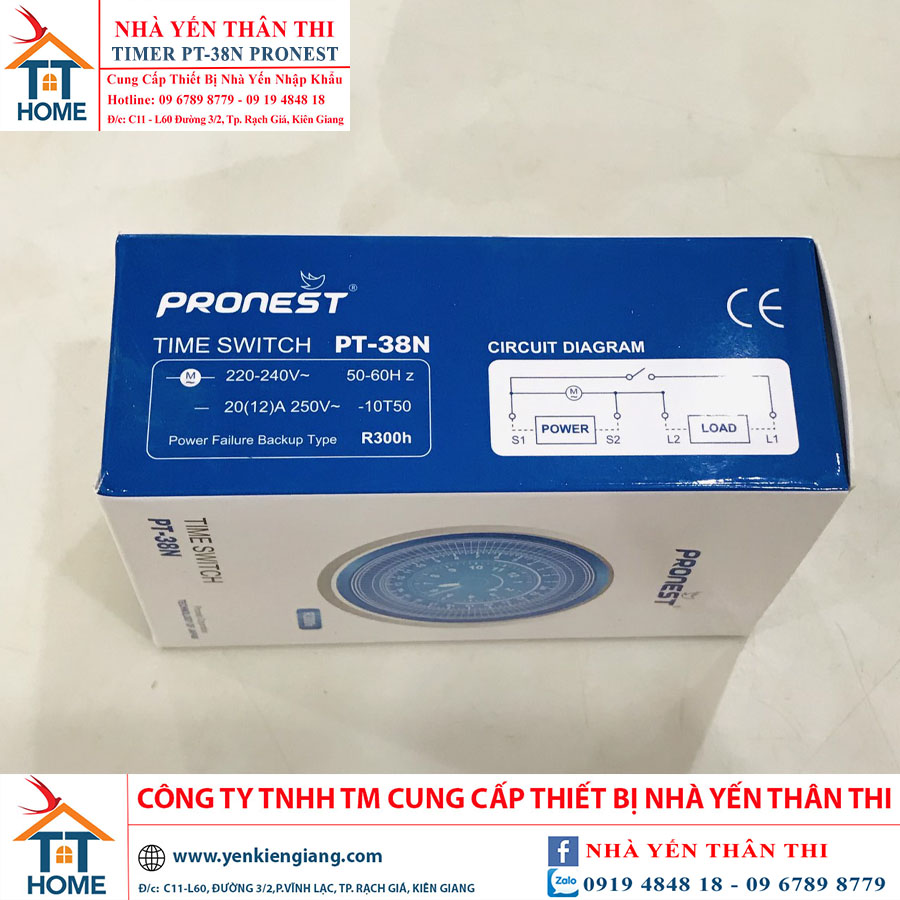 NHÀ YẾN THÂN THI
TIMER PT-38N PRONEST
Cung Cấp Thiết Bị Nhà Yến Nhập Khẩu
Hotline: 09 6789 8779 - 09 19 4848 18
Đ/c: C11 - L60 Đường 3/2, Tp. Rạch Giá, Kiên Giang
TT
HOME
PRONEST®
CE
TIME SWITCH PT-38N
M
220-240V~ 50-60H z
20(12)A 250V~ -10T50
Power Failure Backup Type R300h
CIRCUIT DIAGRAM
M
S1 POWER S2 L2 LOAD L1
TIME SWITCH
PT-38N
PRONEST
TT
HOME
CÔNG TY TNHH TM CUNG CẤP THIẾT BỊ NHÀ YẾN THÂN THI
www.yenkiengiang.com
Đ/c: C11-L60, ĐƯỜNG 3/2,P.VĨNH LẠC, TP. RẠCH GIÁ, KIÊN GIANG
f NHÀ YẾN THÂN THI
Zalo 0919 4848 18 - 09 6789 8779